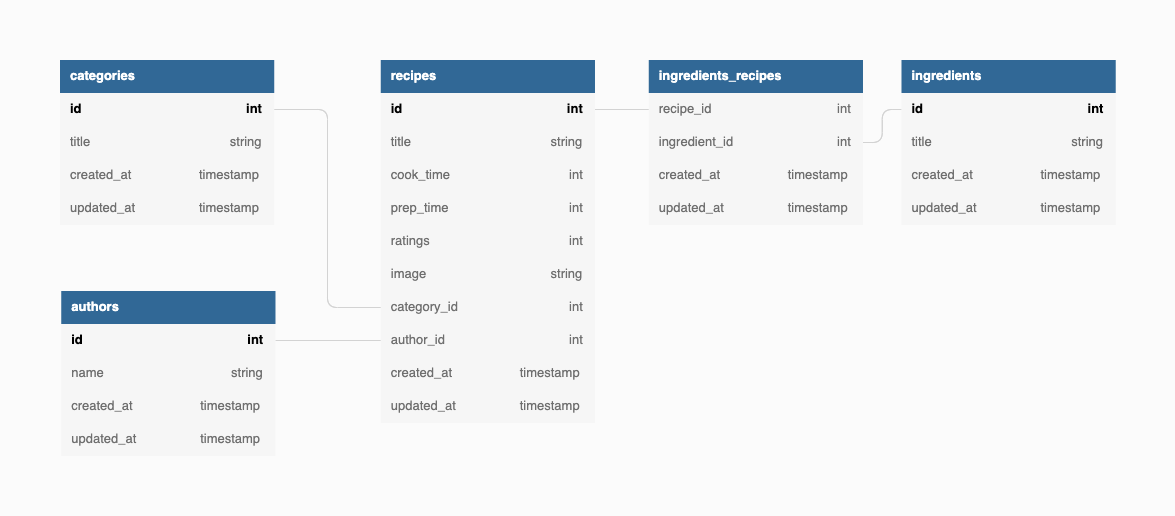 categories
id int
title string
created_at timestamp
updated_at timestamp
authors
id int
name string
created_at timestamp
updated_at timestamp
recipes
id int
title string
cook_time int
prep_time int
ratings int
image string
category_id int
author_id int
created_at timestamp
updated_at timestamp
ingredients_recipes
recipe_id int
ingredient_id int
created_at timestamp
updated_at timestamp
ingredients
id int
title string
created_at timestamp
updated_at timestamp